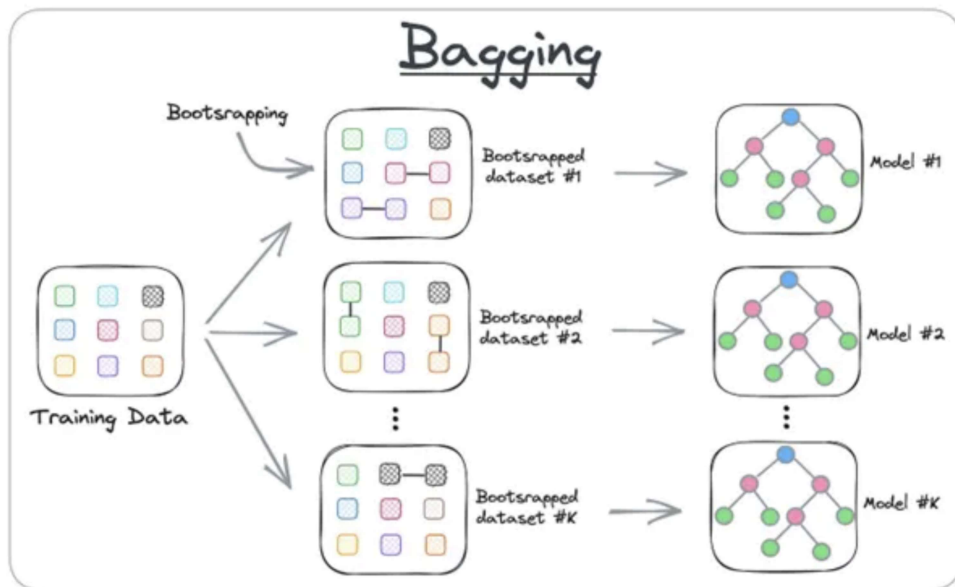 Bagging
Bootsrapping
Bootsrapped
dataset #1
Model #1
Bootsrapped
dataset #2
Model #2
Training Data
Bootsrapped
dataset #K
Model #K